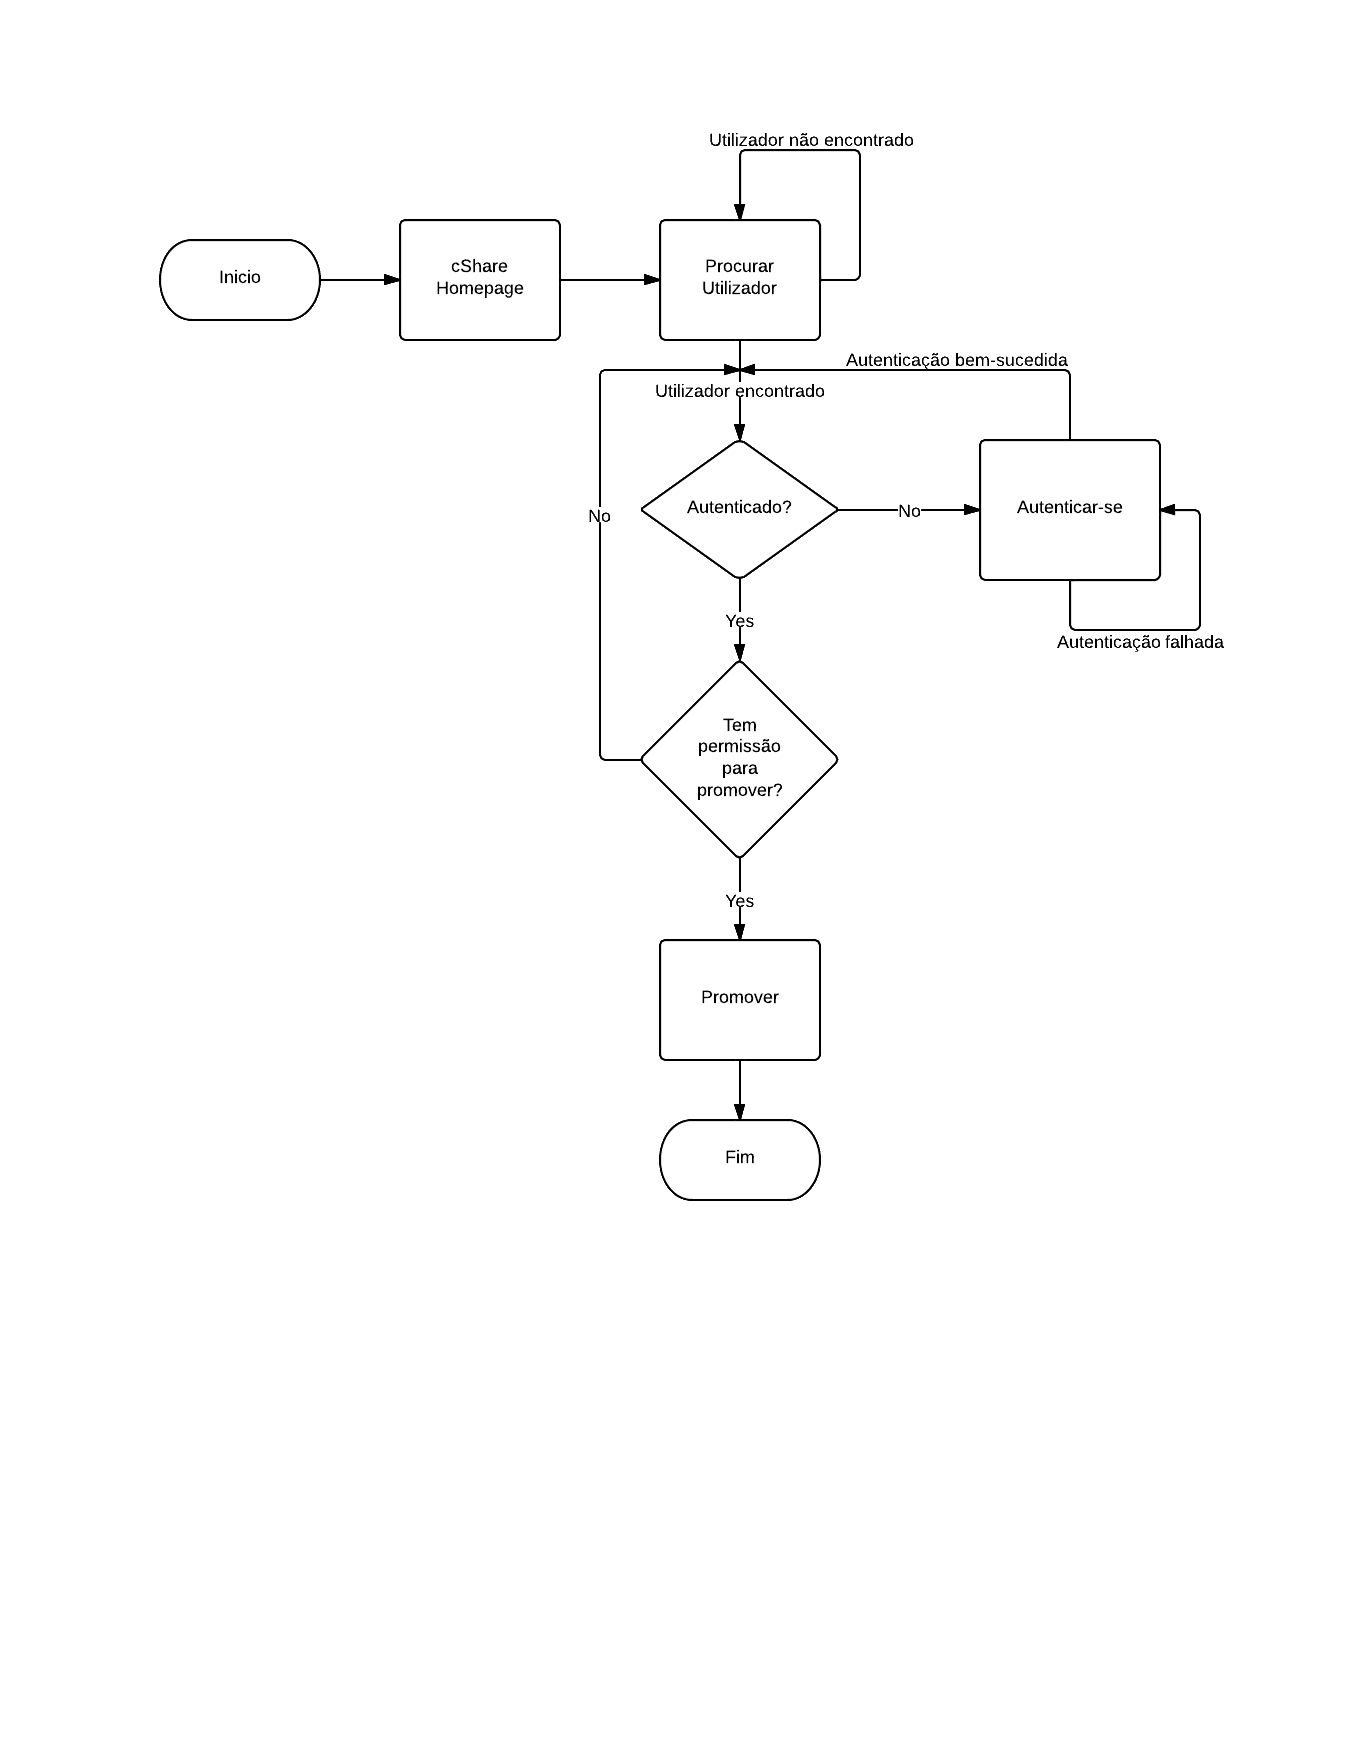 Utilizador não encontrado
Inicio
cShare
Homepage
Procurar
Utilizador
Autenticação bem-sucedida
Utilizador encontrado
Autenticado?
No
Autenticar-se
No
Yes
Autenticação falhada
Tem
permissão
para
promover?
Yes
Promover
Fim